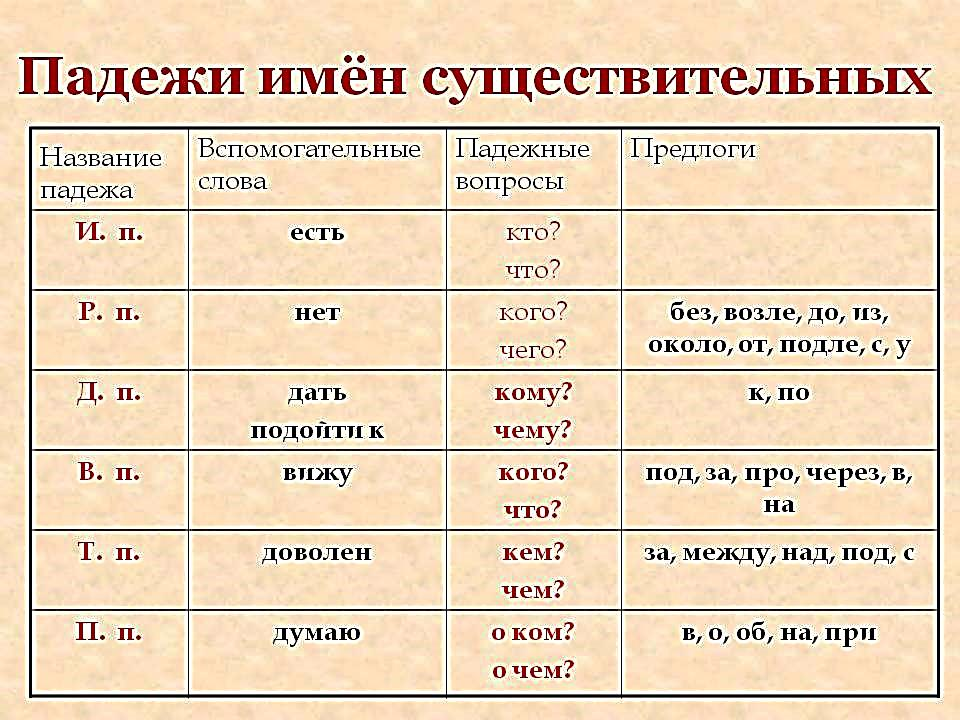 Падежи имён существительных
Название падежа
Вспомогательные слова
Падежные вопросы
Предлоги
И. п.
есть
кто?
что?
Р. п.
нет
кого?
чего?
без, возле, до, из,
около, от, подле, с, у
Д. п.
дать
подойти к
кому?
чему?
к, по
В. п.
вижу
кого?
что?
под, за, про, через, в,
на
Т. п.
доволен
кем?
чем?
за, между, над, под, с
П. п.
думаю
о ком?
о чем?
в, о, об, на, при